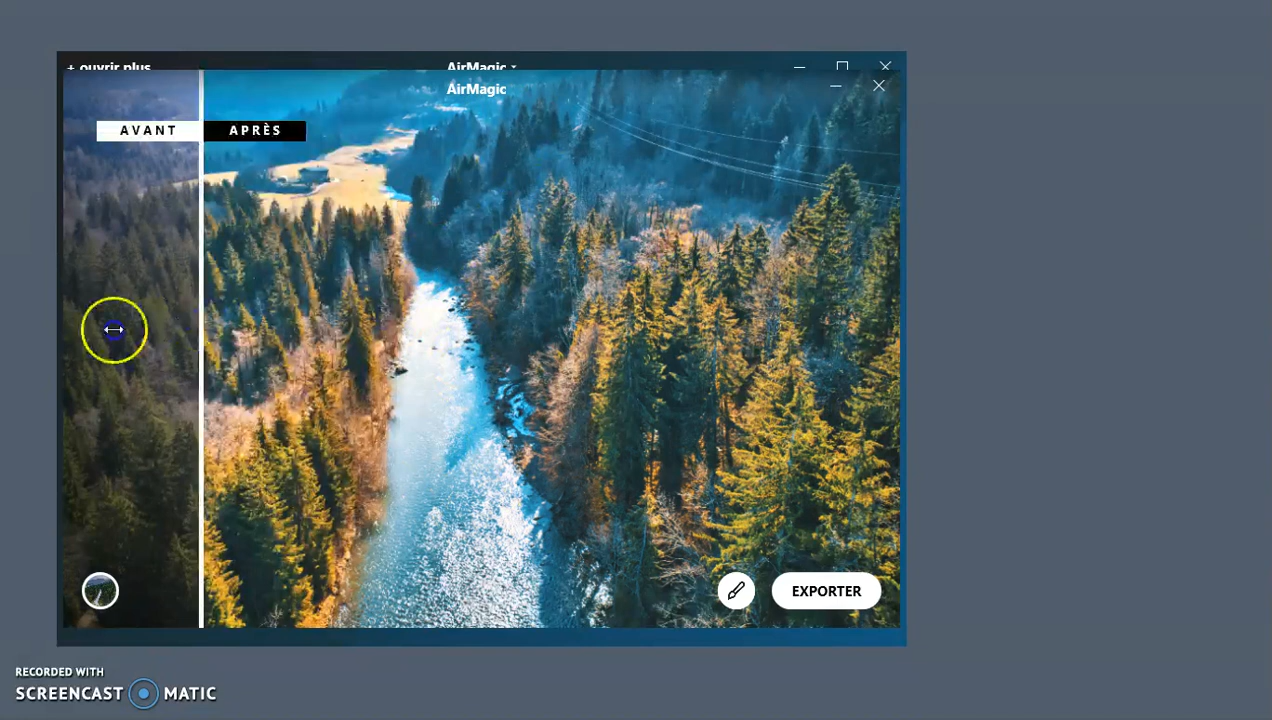 + ouvrir plus
AirMagic
AirMagic
AVANT
APRÈS
EXPORTER
RECORDED WITH
SCREENCAST MATIC